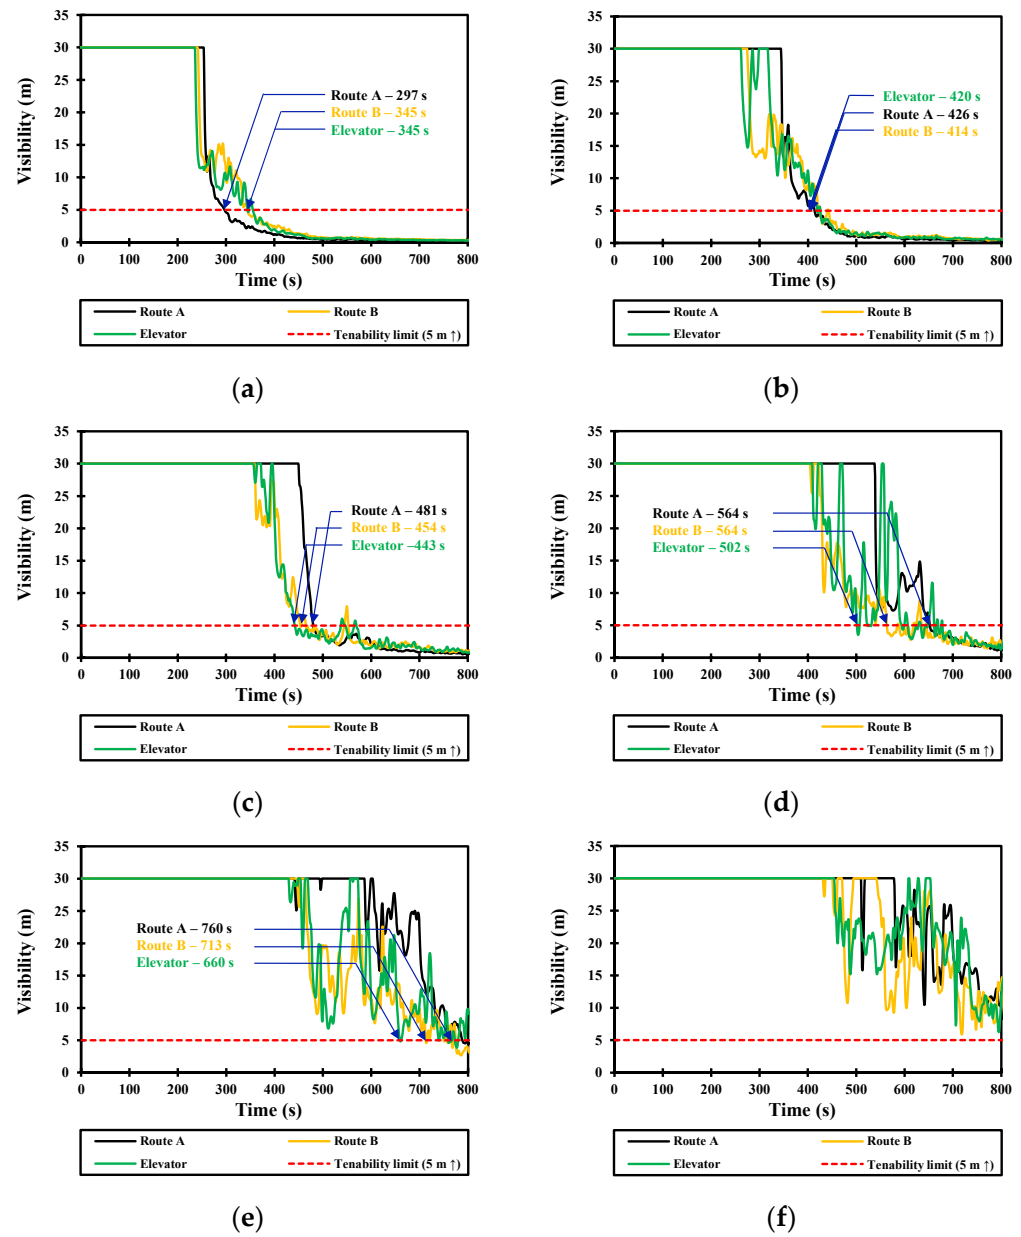 35
30
25
20
15
10
5
0
Visibility (m)
Route A – 297 s
Route B – 345 s
Elevator – 345 s
0 100 200 300 400 500 600 700 800
Time (s)
Route A Route B
Elevator Tenability limit (5 m ↑)
(a)
35
30
25
20
15
10
5
0
Visibility (m)
Elevator – 420 s
Route A – 426 s
Route B – 414 s
0 100 200 300 400 500 600 700 800
Time (s)
Route A Route B
Elevator Tenability limit (5 m ↑)
(b)
35
30
25
20
15
10
5
0
Visibility (m)
Route A – 481 s
Route B – 454 s
Elevator –443 s
0 100 200 300 400 500 600 700 800
Time (s)
Route A Route B
Elevator Tenability limit (5 m ↑)
(c)
35
30
25
20
15
10
5
0
Visibility (m)
Route A – 564 s
Route B – 564 s
Elevator – 502 s
0 100 200 300 400 500 600 700 800
Time (s)
Route A Route B
Elevator Tenability limit (5 m ↑)
(d)
35
30
25
20
15
10
5
0
Visibility (m)
Route A – 760 s
Route B – 713 s
Elevator – 660 s
0 100 200 300 400 500 600 700 800
Time (s)
Route A Route B
Elevator Tenability limit (5 m ↑)
(e)
35
30
25
20
15
10
5
0
Visibility (m)
0 100 200 300 400 500 600 700 800
Time (s)
Route A Route B
Elevator Tenability limit (5 m ↑)
(f)